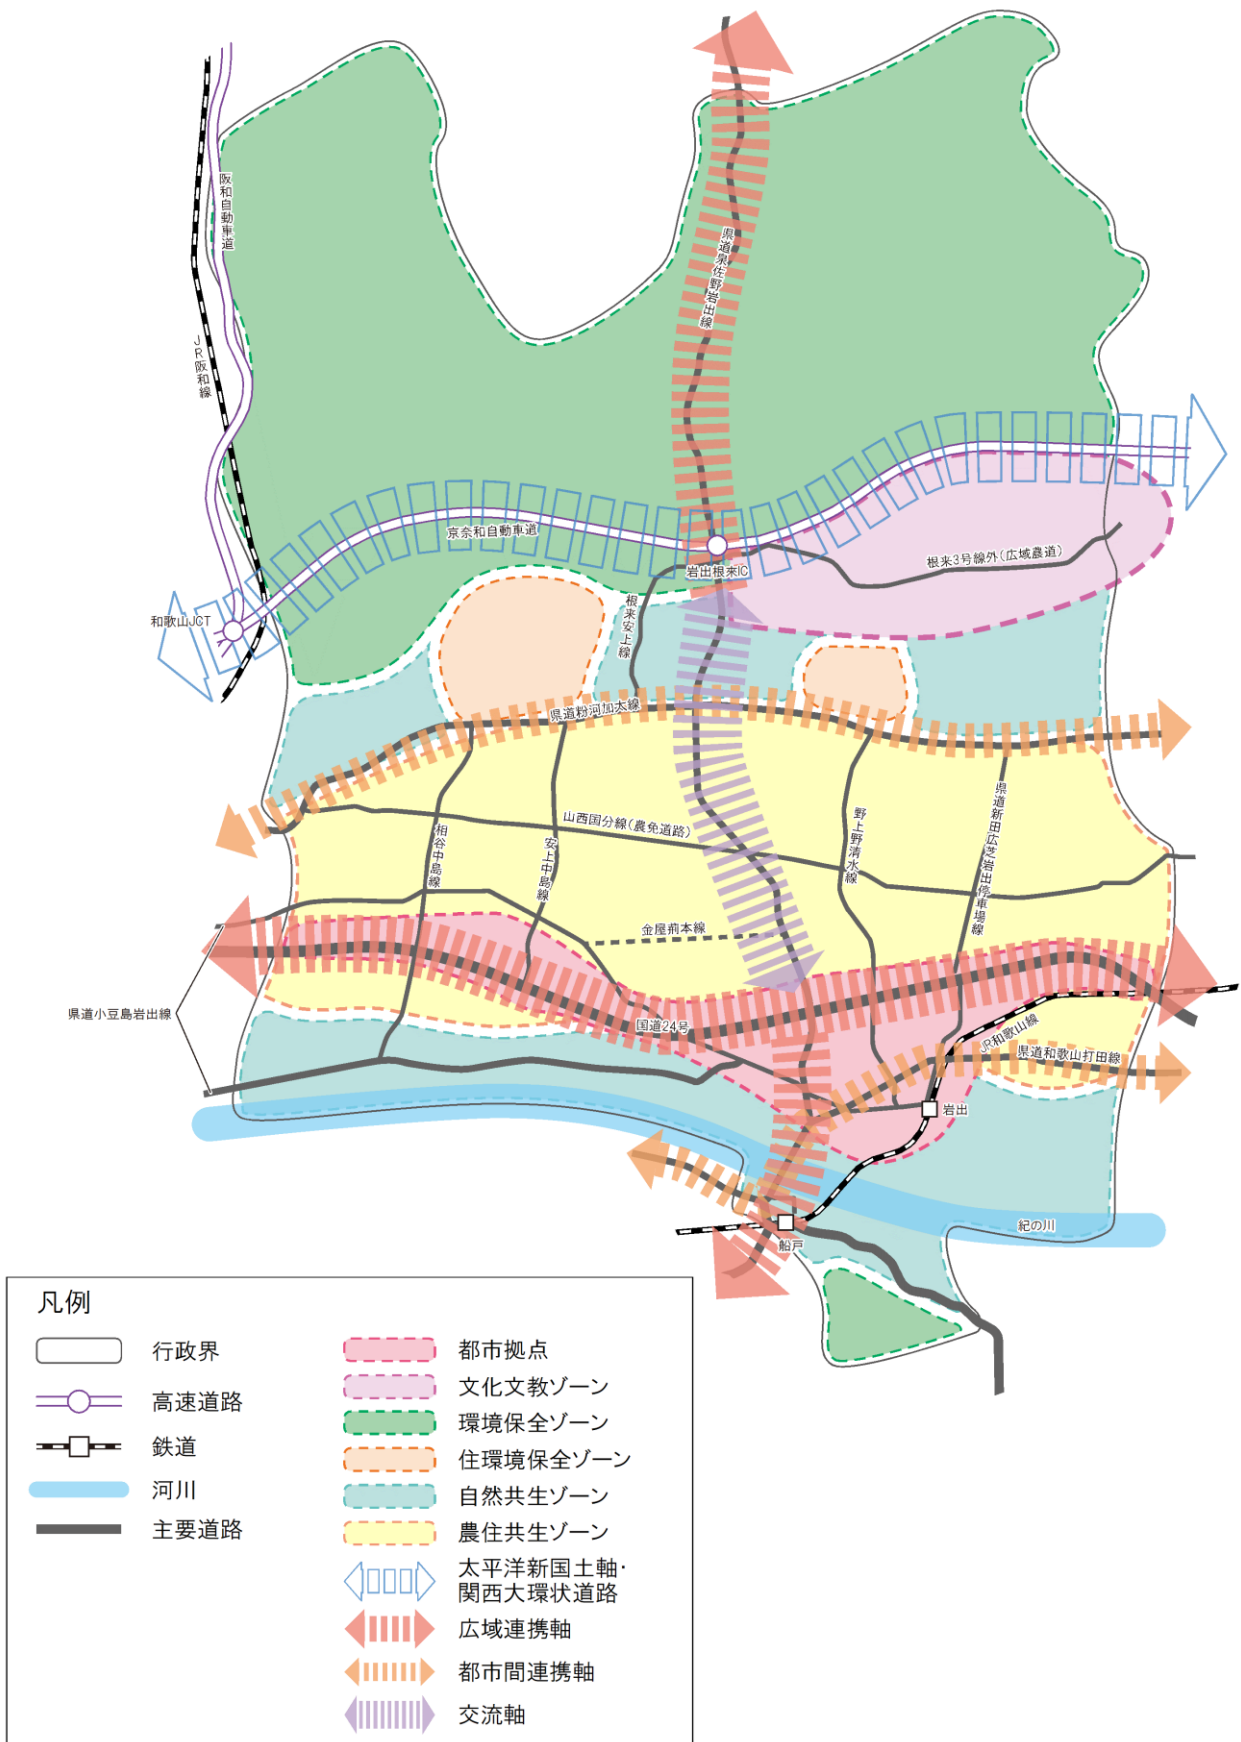 阪和自動車道
県道泉佐野岩出線
JR阪和線
京奈和自動車道
岩出根来IC
根来3号線外(広域農道)
根来安上線
和歌山JCT
県道粉河加太線
山西国分線(農免道路)
相谷中島線
安上中島線
野上野清水線
県道新田広芝岩出停車場線
金屋荊本線
県道小豆島岩出線
国道24号
JR和歌山線
県道和歌山打田線
岩出
紀の川
船戸
凡例
行政界
高速道路
鉄道
河川
主要道路
都市拠点
文化文教ゾーン
環境保全ゾーン
住環境保全ゾーン
自然共生ゾーン
農住共生ゾーン
太平洋新国土軸・
関西大環状道路
広域連携軸
都市間連携軸
交流軸